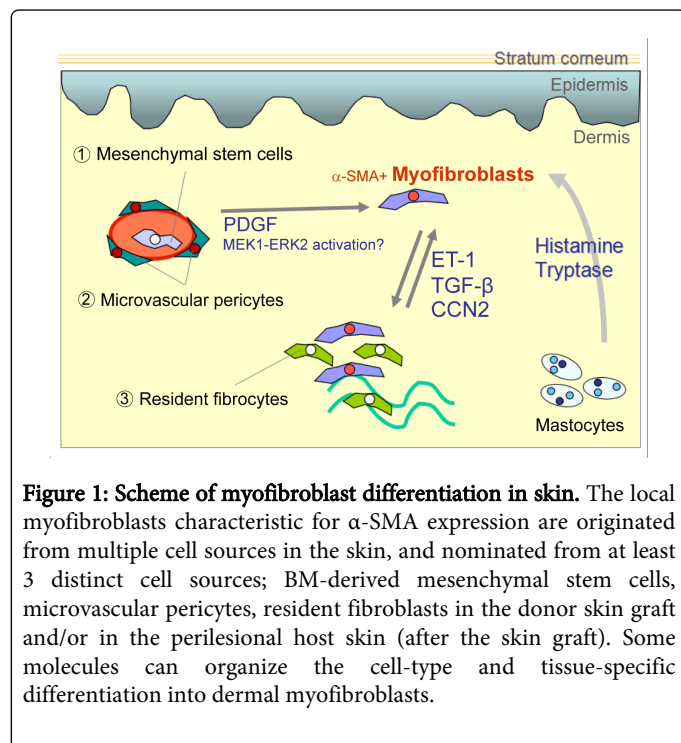 Stratum corneum
Epidermis
Dermis
① Mesenchymal stem cells
α-SMA+ Myofibroblasts
PDGF
MEK1-ERK2 activation?
Histamine
Tryptase
ET-1
TGF-β
CCN2
② Microvascular pericytes
③ Resident fibrocytes
Mastocytes
Figure 1: Scheme of myofibroblast differentiation in skin. The local
myofibroblasts characteristic for α-SMA expression are originated
from multiple cell sources in the skin, and nominated from at least
3 distinct cell sources; BM-derived mesenchymal stem cells,
microvascular pericytes, resident fibroblasts in the donor skin graft
and/or in the perilesional host skin (after the skin graft). Some
molecules can organize the cell-type and tissue-specific
differentiation into dermal myofibroblasts.